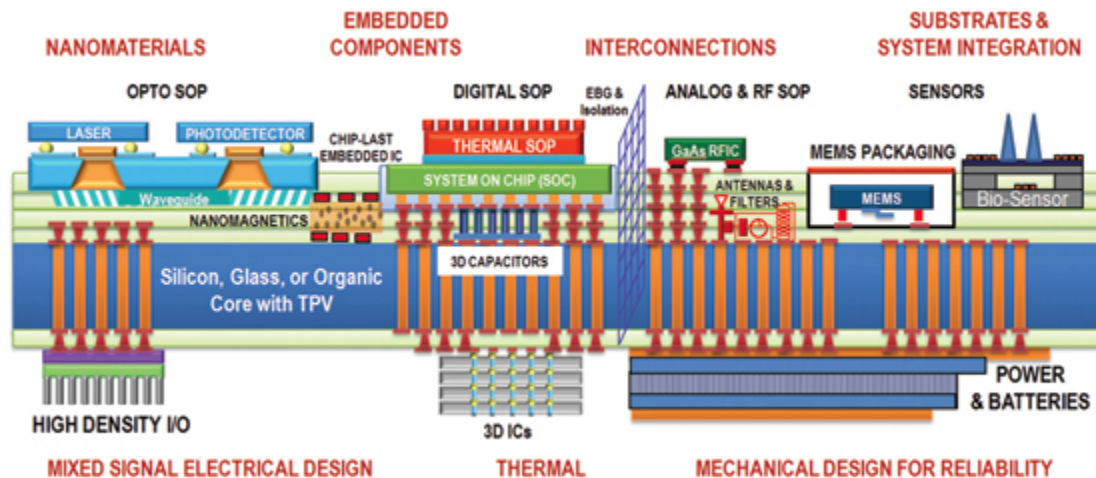 NANOMATERIALS
EMBEDDED
COMPONENTS
INTERCONNECTIONS
SUBSTRATES &
SYSTEM INTEGRATION
OPTO SOP
DIGITAL SOP
EBG &
Isolation
ANALOG & RF SOP
SENSORS
LASER
PHOTODETECTOR
CHIP-LAST
EMBEDDED IC
THERMAL SOP
GaAs RFIC
MEMS PACKAGING
SYSTEM ON CHIP (SOC)
ANTENNAS &
FILTERS
MEMS
Bio-Sensor
Waveguide
NANOMAGNETICS
3D CAPACITORS
Silicon, Glass, or Organic
Core with TPV
HIGH DENSITY I/O
3D ICs
POWER
& BATTERIES
MIXED SIGNAL ELECTRICAL DESIGN
THERMAL
MECHANICAL DESIGN FOR RELIABILITY